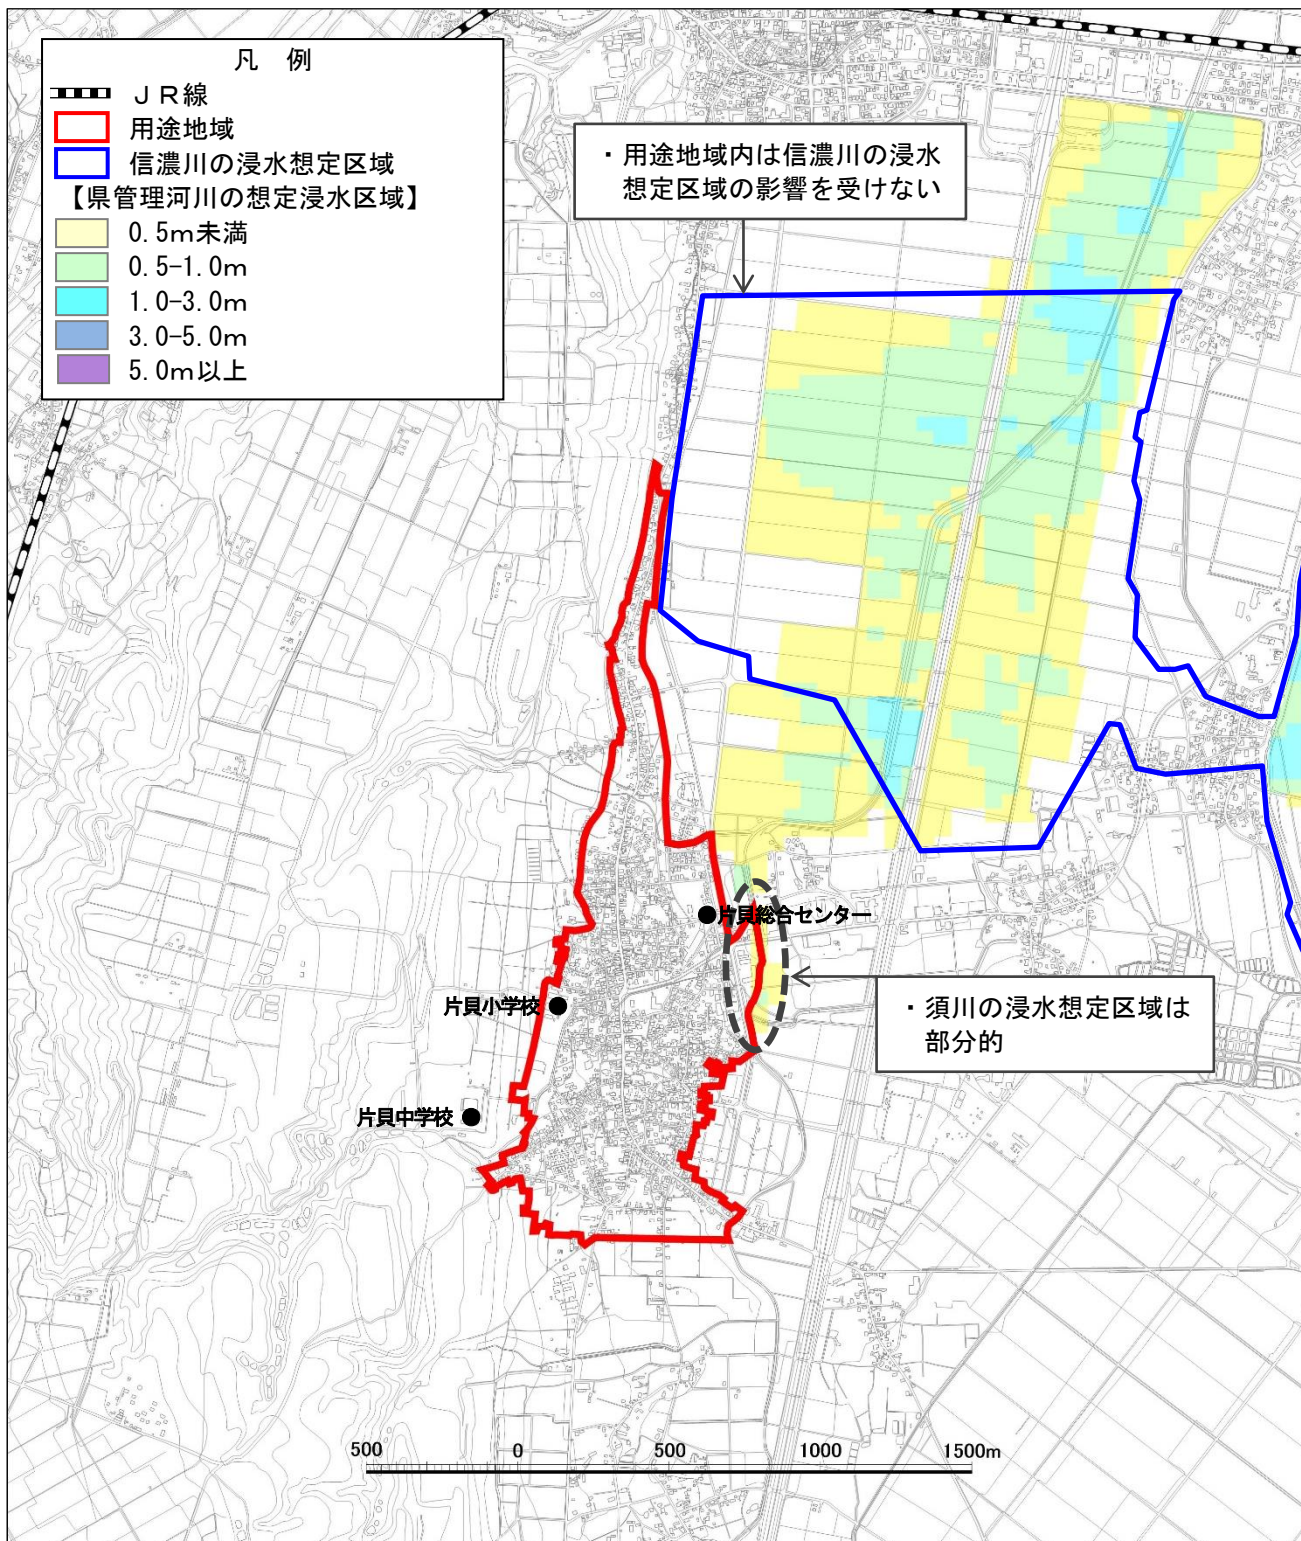 凡　例
ＪＲ線
用途地域
信濃川の浸水想定区域
【県管理河川の想定浸水区域】
0.5ｍ未満
0.5-1.0ｍ
1.0-3.0ｍ
3.0-5.0ｍ
5.0ｍ以上
・用途地域内は信濃川の浸水
想定区域の影響を受けない
片貝総合センター
・須川の浸水想定区域は
部分的
片貝小学校
片貝中学校
500 0 500 1000 1500m